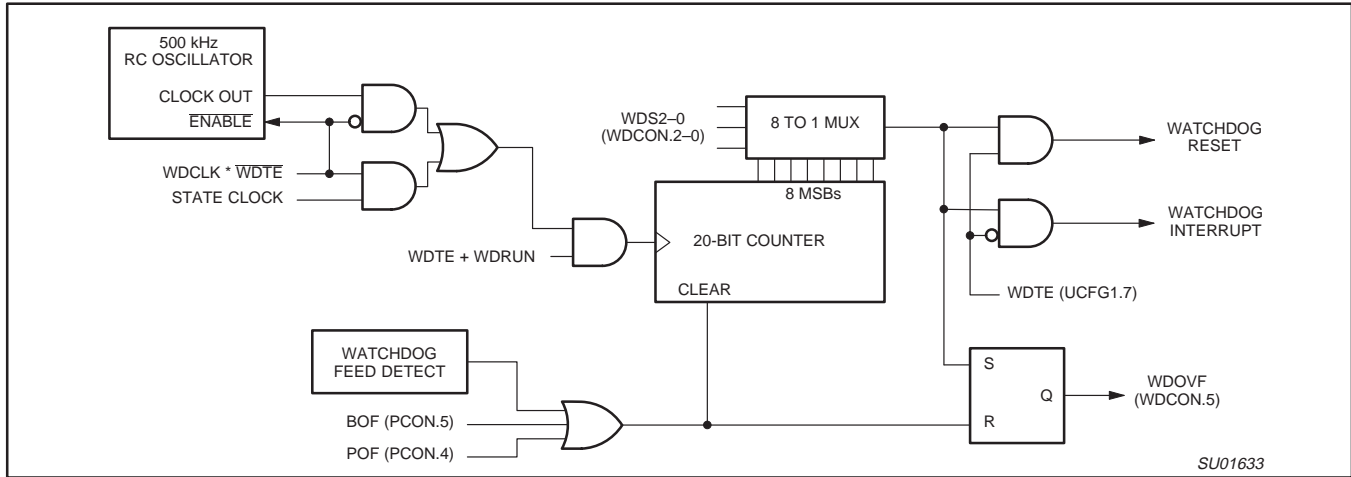 500 kHz
RC OSCILLATOR
CLOCK OUT
ENABLE
WDCLK * WDTE
STATE CLOCK
WDTE + WDRUN
WDS2–0
(WDCON.2–0)
8 TO 1 MUX
8 MSBs
20-BIT COUNTER
CLEAR
WATCHDOG
RESET
WATCHDOG
INTERRUPT
WDTE (UCFG1.7)
WATCHDOG
FEED DETECT
BOF (PCON.5)
POF (PCON.4)
S
Q
R
WDOVF
(WDCON.5)
SU01633